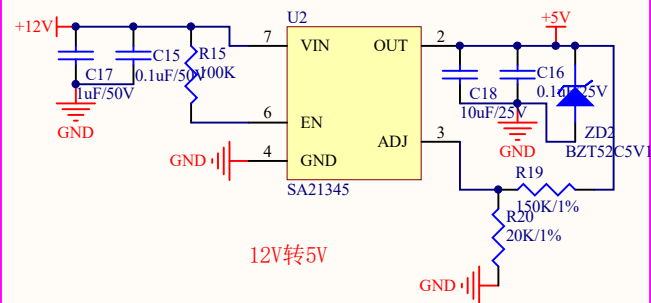 U2
+12V
+5V
7
VIN
OUT
2
C15
0.1uF/50V
R15
100K
C17
1uF/50V
GND
C16
0.1uF/25V
C18
10uF/25V
6
EN
GND
ZD2
BZT52C5V1
ADJ
3
GND
4
GND
SA21345
R19
150K/1%
R20
20K/1%
12V转5V
GND